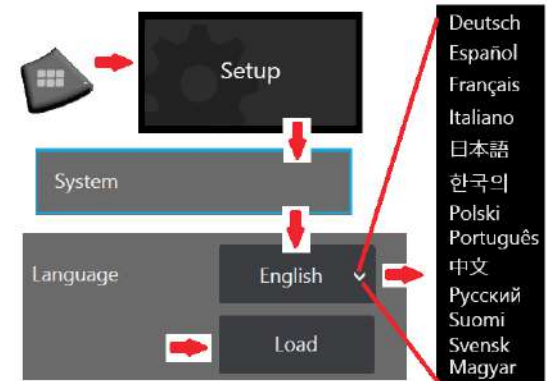 Setup
System
Language
English
Load
Deutsch
Español
Français
Italiano
日本語
한국의
Polski
Português
中文
Русский
Suomi
Svensk
Magyar